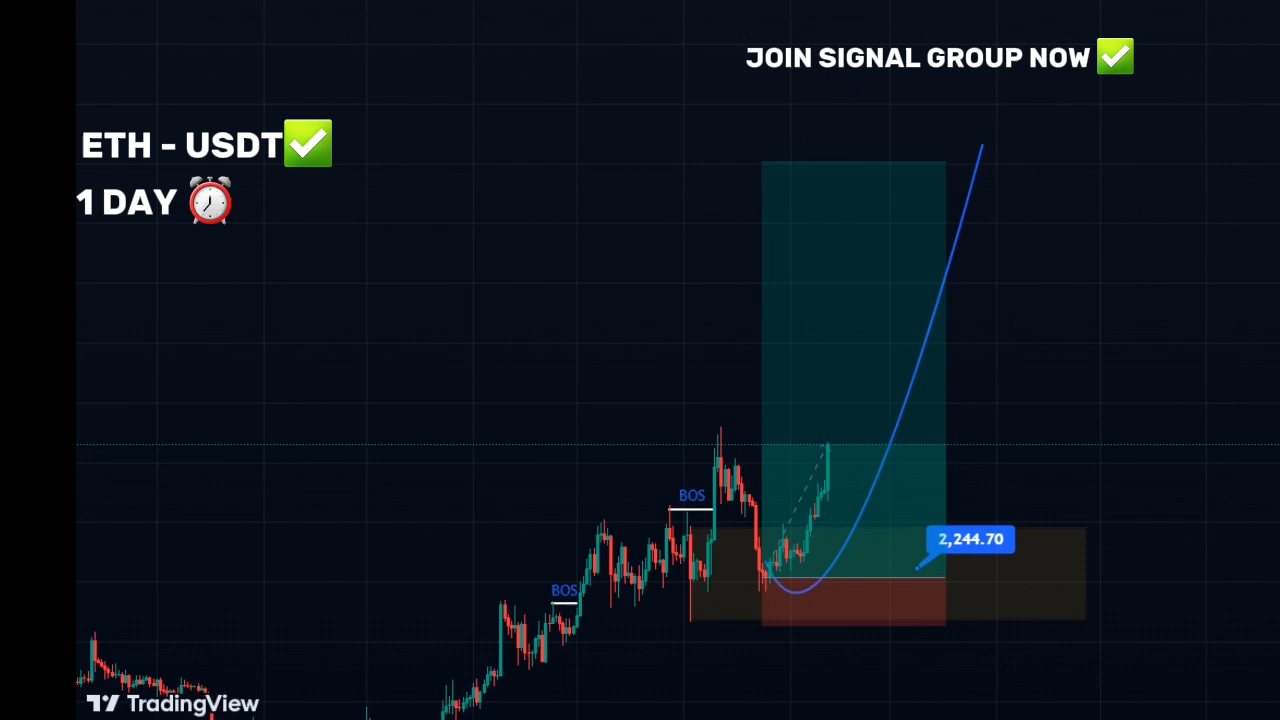 JOIN SIGNAL GROUP NOW ✅
ETH - USDT✅
1 DAY ⏰
BOS
BOS
2,244.70
TradingView